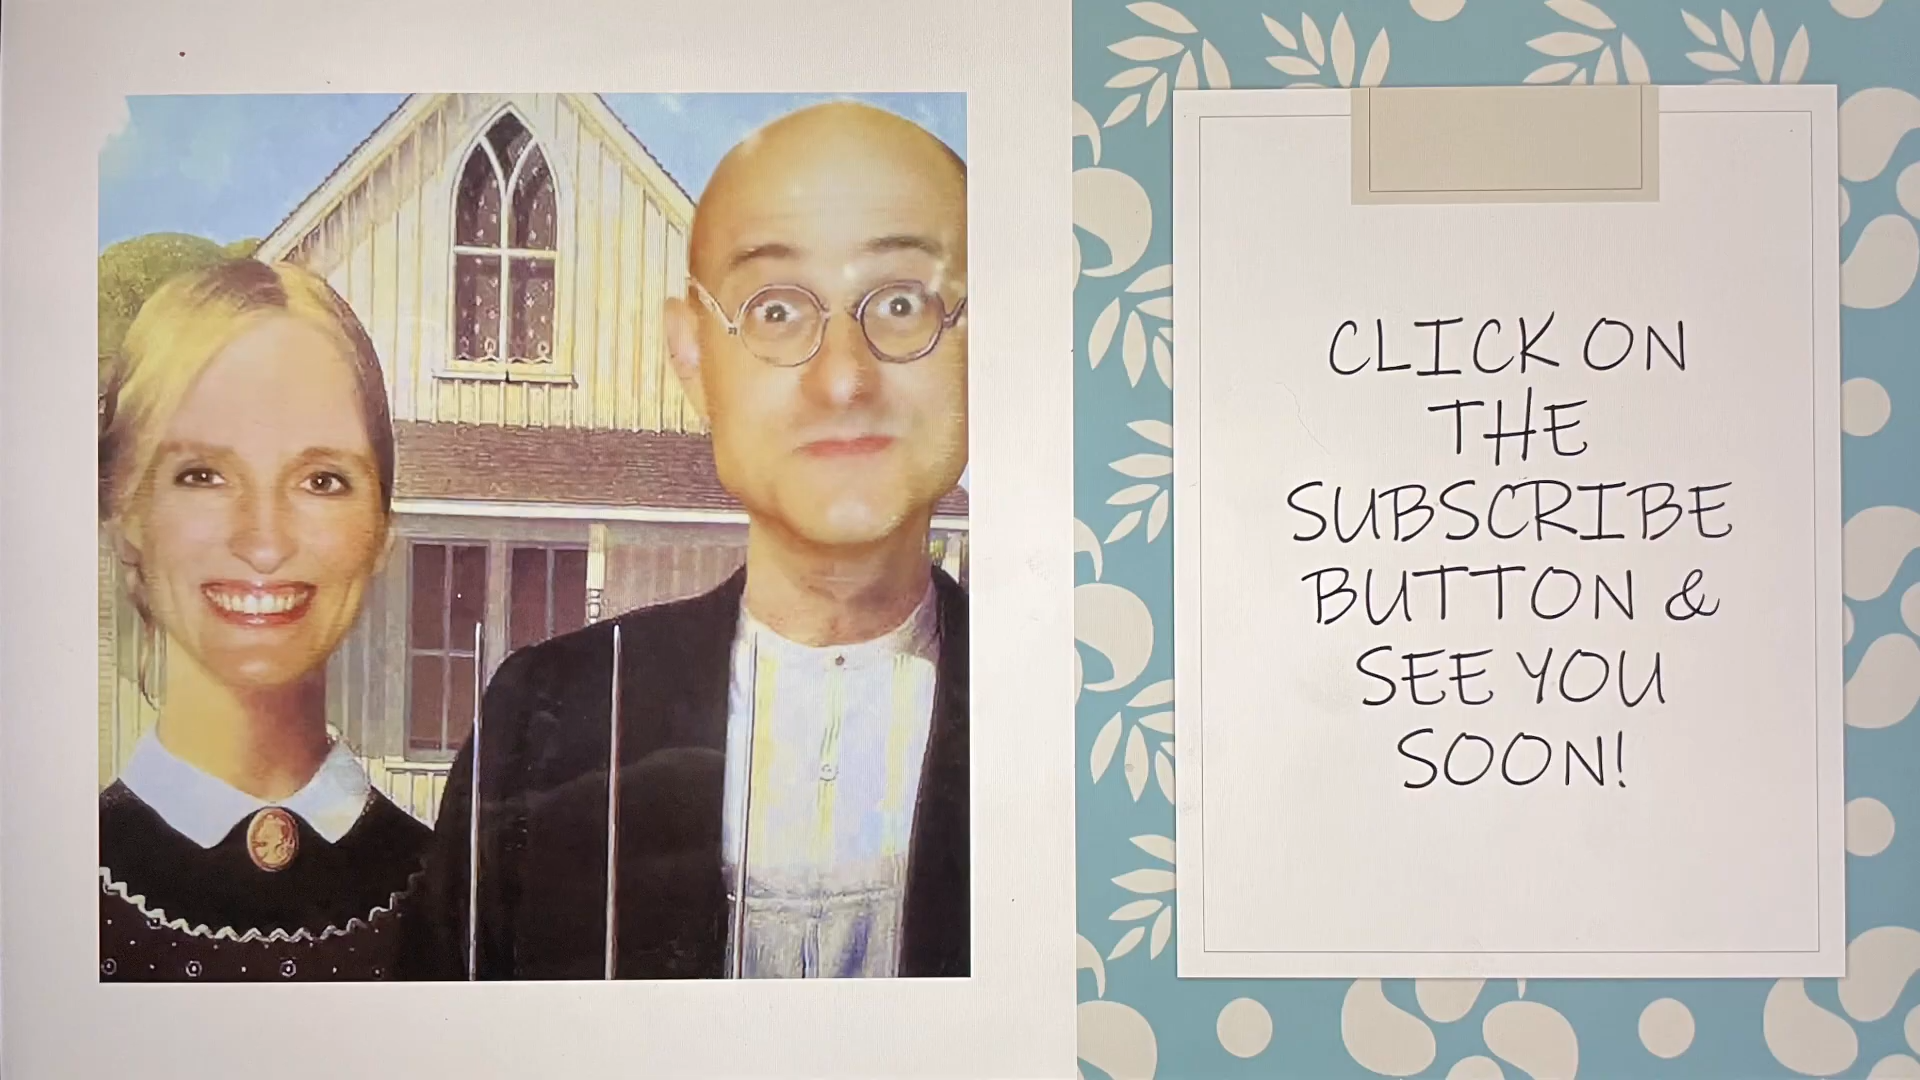 CLICK ON
THE
SUBSCRIBE
BUTTON &
SEE YOU
SOON!